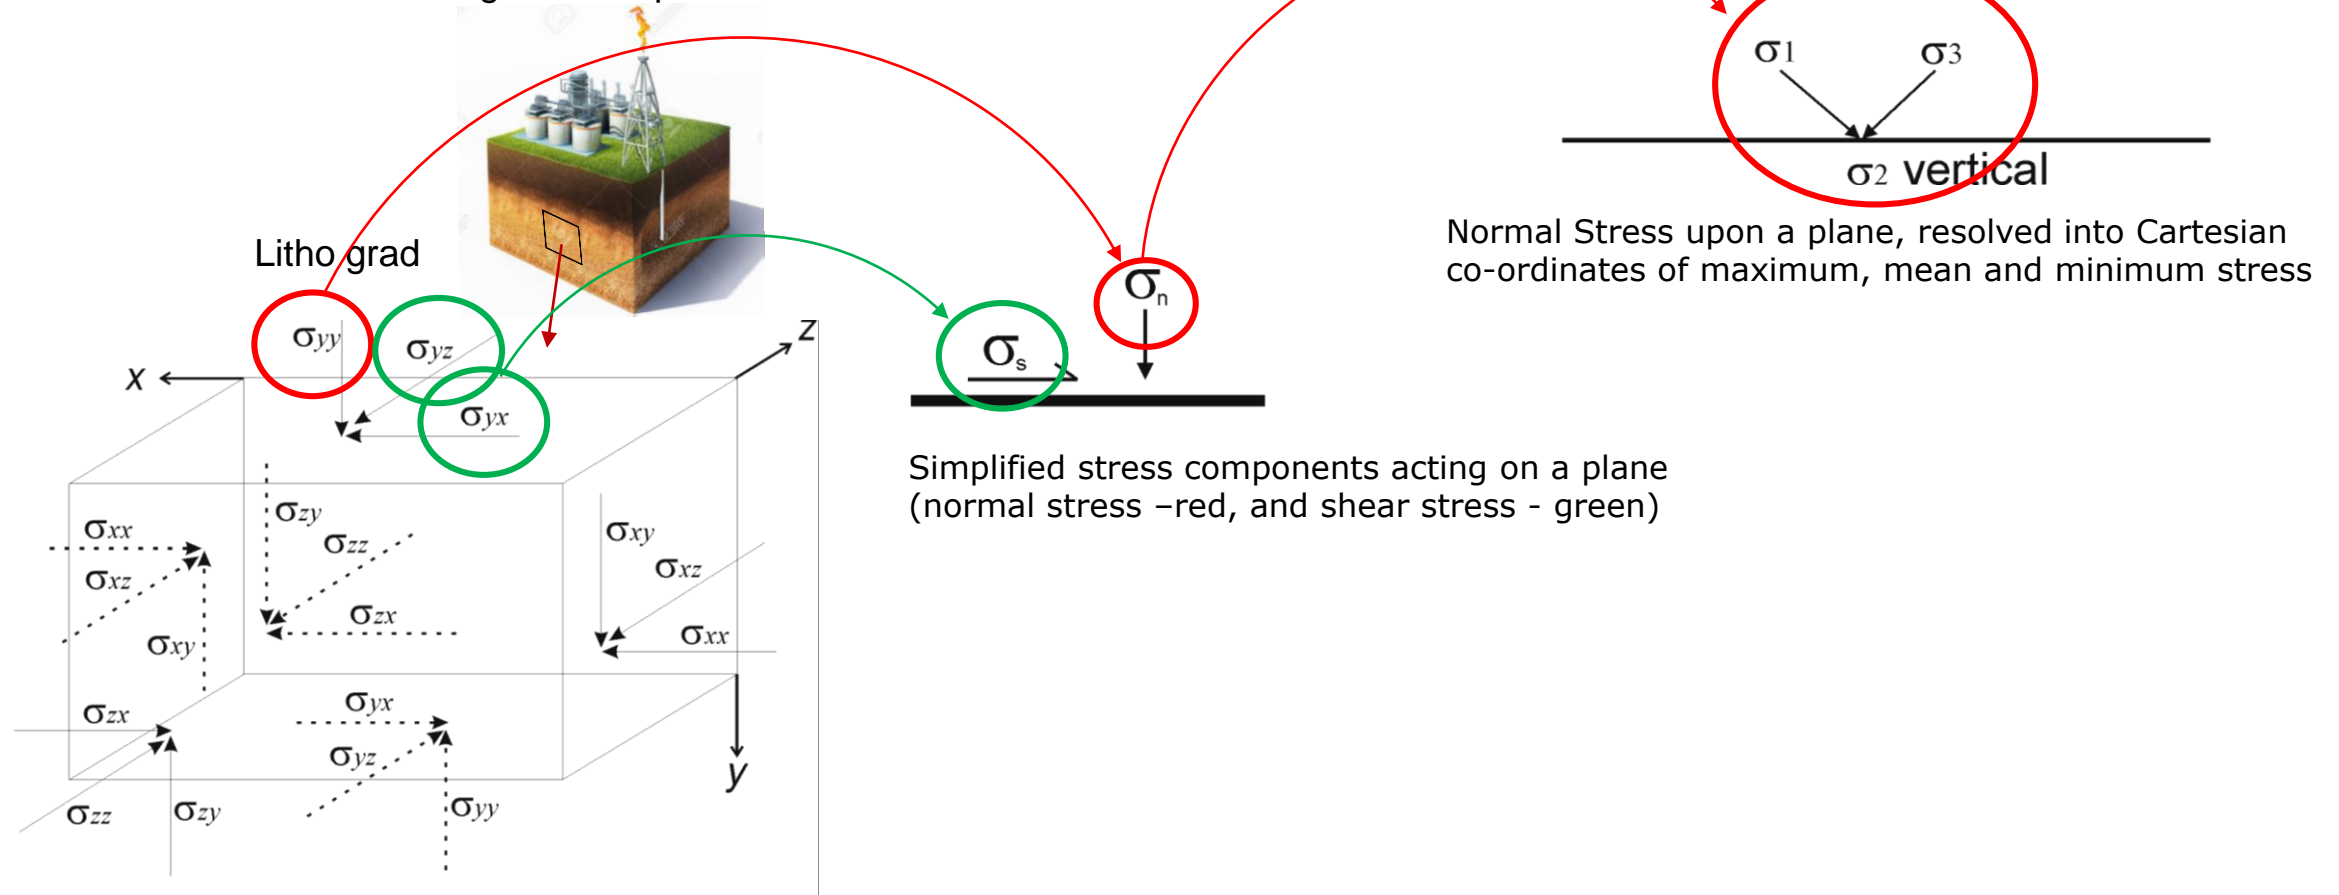 σ1
σ3
σ2 vertical
Normal Stress upon a plane, resolved into Cartesian
co-ordinates of maximum, mean and minimum stress
Litho grad
σyy
σyz
σyx
z
x
σn
σs
Simplified stress components acting on a plane
(normal stress –red, and shear stress - green)
σzy
σxx
σzz
σxz
σzx
σxy
σxy
σxz
σxx
σzx
σyx
σyz
y
σzz
σzy
σyy